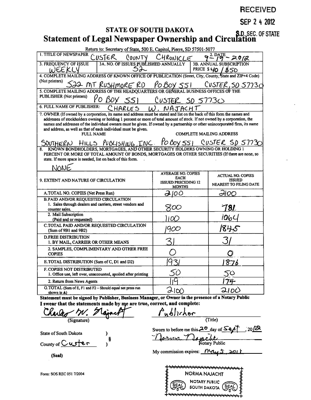 RECEIVED
SEP 24 2012
S.D. SEC. OF STATE
STATE OF SOUTH DAKOTA
Statement of Legal Newspaper Ownership and Circulation
Return to: Secretary of State, 500 E. Capitol, Pierre, SD 57501-5077
1. TITLE OF NEWSPAPER CUSTER COUNTY CHRONICLE
2. DATE 9-19-2012
3. FREQUENCY OF ISSUE WEEKLY
3A. NO. OF ISSUES PUBLISHED ANNUALLY 52
3B. ANNUAL SUBSCRIPTION PRICE
4. COMPLETE MAILING ADDRESS OF KNOWN OFFICE OF PUBLICATION (Street, City, County, State and ZIP+4 Code) (Not printers)
522 MT RUSHMORE RD PO BOX 551 CUSTER, SD 57730
5. COMPLETE MAILING ADDRESS OF THE HEADQUARTERS OR GENERAL BUSINESS OFFICES OF THE PUBLISHER (Not printer)
PO BOX 551 CUSTER SD 57730
6. FULL NAME OF PUBLISHER: CHARLES W. NAJACHT
7. OWNER (If owned by a corporation, its name and address must be stated and list on the back of this form the names and
addresses of stockholders owning or holding 1 percent or more of total amount of stock. If not owned by a corporation, the
names and addresses of the individual owners must be given. If owned by a partnership or other unincorporated firm, its name
and address, as well as that of each individual must be given.
FULL NAME COMPLETE MAILING ADDRESS
SOUTHERN HILLS PUBLISHING INC. PO BOX 551 CUSTER SD 57730
8. KNOWN BONDHOLDERS, MORTGAGEES, AND OTHER SECURITY HOLDERS OWNING OR HOLDING 1
PERCENT OR MORE OF TOTAL AMOUNT OF BONDS, MORTGAGES OR OTHER SECURITIES (If there are none, so
state. If more space is needed, list on back of this form.
NONE
9. EXTENT AND NATURE OF CIRCULATION
AVERAGE NO. COPIES EACH ISSUED PRECEDING 12 MONTHS
ACTUAL NO. COPIES ISSUED NEAREST TO FILING DATE
A. TOTAL NO. COPIES (Net Press Run) 2100 2100
B. PAID AND/OR REQUESTED CIRCULATION
1. Sales through dealers and carriers, street vendors and counter sales. 800 781
2. Mail Subscription (Paid and or requested) 1100 1064
C. TOTAL PAID AND/OR REQUESTED CIRCULATION (Sum of 9B1 and 9B2) 1900 1845
D. FREE DISTRIBUTION
1. BY MAIL, CARRIER OR OTHER MEANS 31 31
2. SAMPLES, COMPLIMENTARY AND OTHER FREE COPIES 0 0
E. TOTAL DISTRIBUTION (Sum of C, D1 and D2) 1931 1876
F. COPIES NOT DISTRIBUTED
1. Office use, left over, unaccounted, spoiled after printing 50 50
2. Return from News Agents 119 174
G. TOTAL (Sum of E, F1 and F2 - Should equal net press run shown in A) 2100 2100
Statement must be signed by Publisher, Business Manager, or Owner in the presence of a Notary Public
I swear that the statements made by me are true, correct, and complete:
Charles W. Najacht Publisher
(Signature) (Title)
State of South Dakota )
County of Custer )
(Seal)
Sworn to before me this 20 day of Sept, 2012
Norma Najacht
Notary Public
My commission expires:
Form: SOS REC 051 7/2004
NORMA NAJACHT
NOTARY PUBLIC
SOUTH DAKOTA
SEAL
SEAL